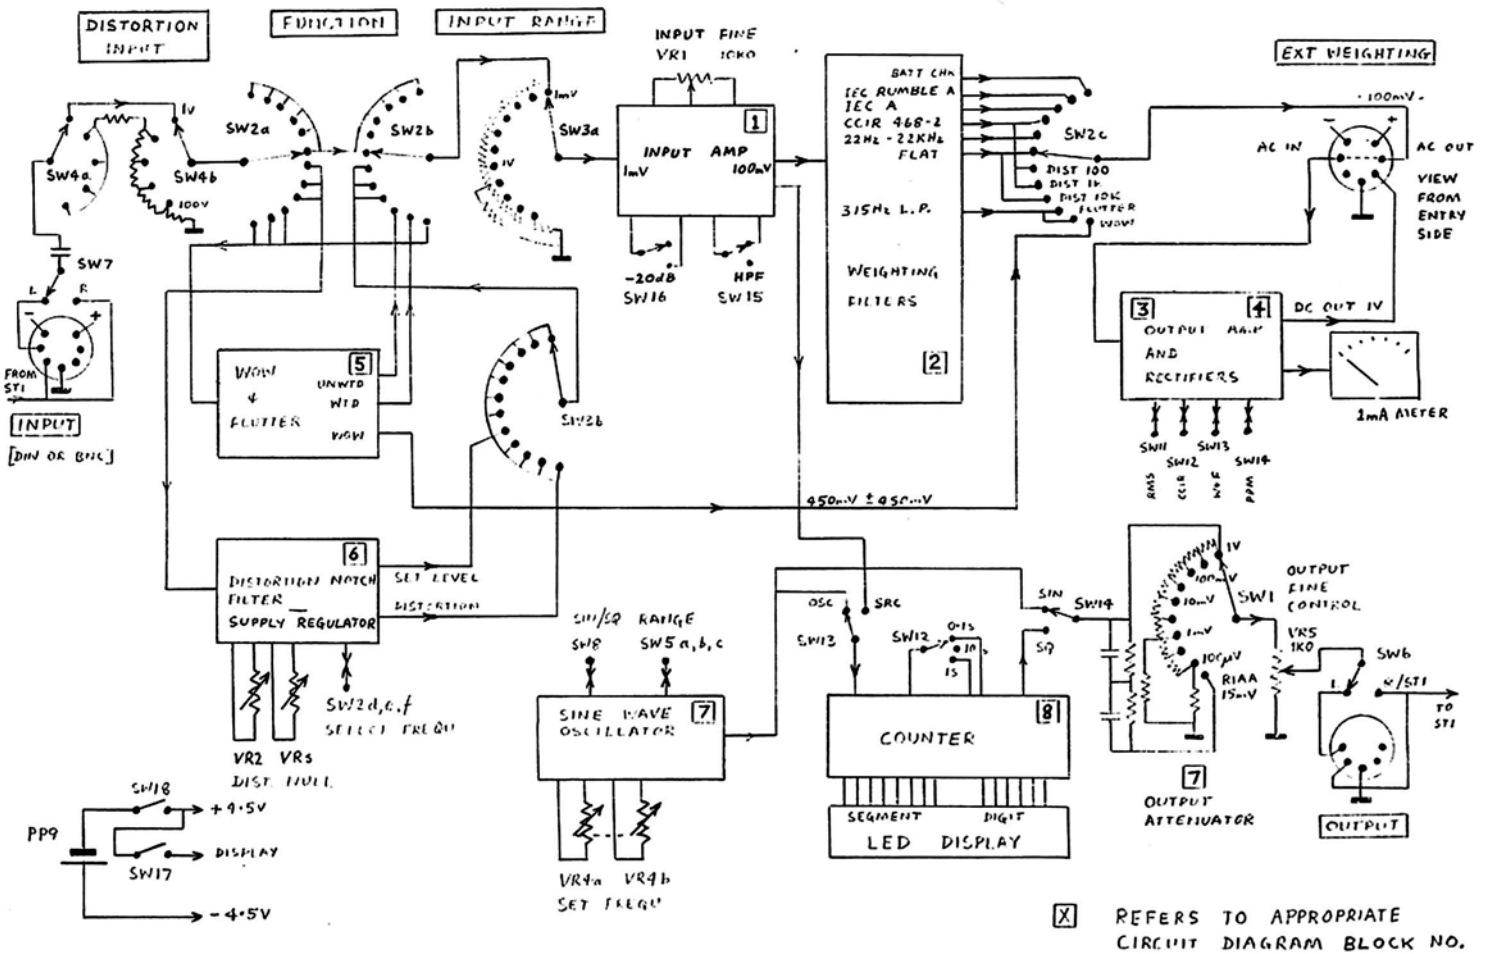 DISTORTION
INPUT
FUNCTION
INPUT RANGE
INPUT FINE
VR1 10KΩ
EXT WEIGHTING
1V
SW4a
SW4b
100V
SW2a
SW2b
1mV
SW3a
1V
1
INPUT AMP
1mV
100mV
-20dB
SW16
HPF
SW15
BATT CHK
IEC RUMBLE A
IEC A
CCIR 468-2
22Hz - 22KHz
FLAT
315Hz L.P.
WEIGHTING
FILTERS
2
SW2c
DIST 100
DIST 1K
DIST 10K
FLUTTER
WOW
100mV
-
+
AC IN
AC OUT
VIEW
FROM
ENTRY
SIDE
SW7
L
R
-
+
FROM
ST1
INPUT
[DIN OR BNC]
5
WOW
&
FLUTTER
UNWTD
WTD
WOW
SW3b
3
4
OUTPUT AMP
AND
RECTIFIERS
DC OUT 1V
1mA METER
SW11
SW12
SW13
SW14
RMS
CCIR
PPM
450mV ± 450mV
6
DISTORTION NOTCH
FILTER
SUPPLY REGULATOR
SET LEVEL
DISTORTION
VR2
DIST. NULL
SW2d,e,f
SELECT FREQU
SIN/SQ
SW8
RANGE
SW5 a,b,c
7
SINE WAVE
OSCILLATOR
VR4a
VR4b
SET FREQU
OSC
SRC
SW13
SW12
0.1s
10s
1s
SIN
SQ
SW14
8
COUNTER
SEGMENT
DIGIT
LED DISPLAY
1V
100mV
10mV
1mV
100µV
RIAA
15mV
SW1
OUTPUT
FINE
CONTROL
VR5
1KΩ
SW6
L
R/ST1
TO
ST1
7
OUTPUT
ATTENUATOR
OUTPUT
PP9
SW18
+4.5V
DISPLAY
SW17
-4.5V
X REFERS TO APPROPRIATE
CIRCUIT DIAGRAM BLOCK NO.